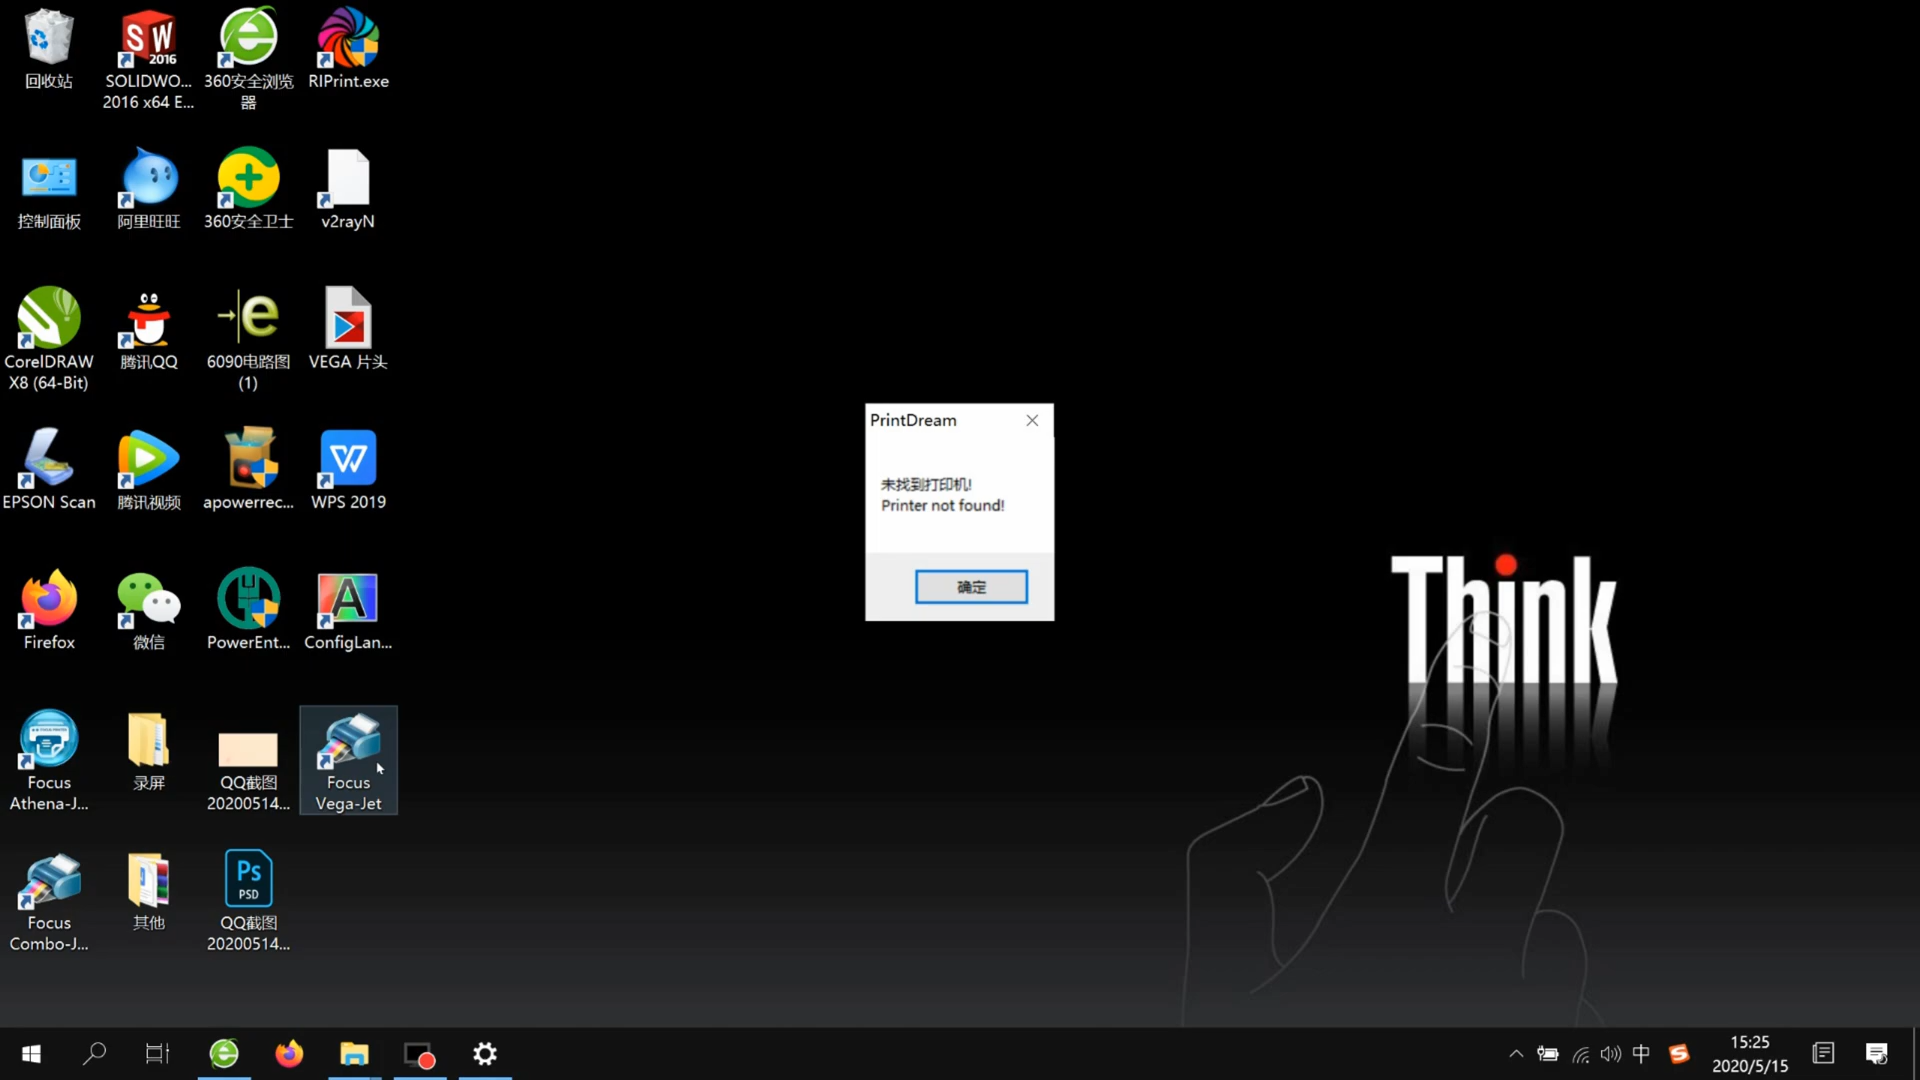 回收站
SOLIDWO...
2016 x64 E...
360安全浏览
器
RIPrint.exe
控制面板
阿里旺旺
360安全卫士
v2rayN
CorelDRAW
X8 (64-Bit)
腾讯QQ
6090电路图
(1)
VEGA 片头
EPSON Scan
腾讯视频
apowerrec...
WPS 2019
Firefox
微信
PowerEnt...
ConfigLan...
Focus
Athena-J...
录屏
QQ截图
20200514...
Focus
Vega-Jet
Focus
Combo-J...
其他
Ps
PSD
QQ截图
20200514...
SW
2016
PrintDream
未找到打印机!
Printer not found!
确定
Think
中
15:25
2020/5/15